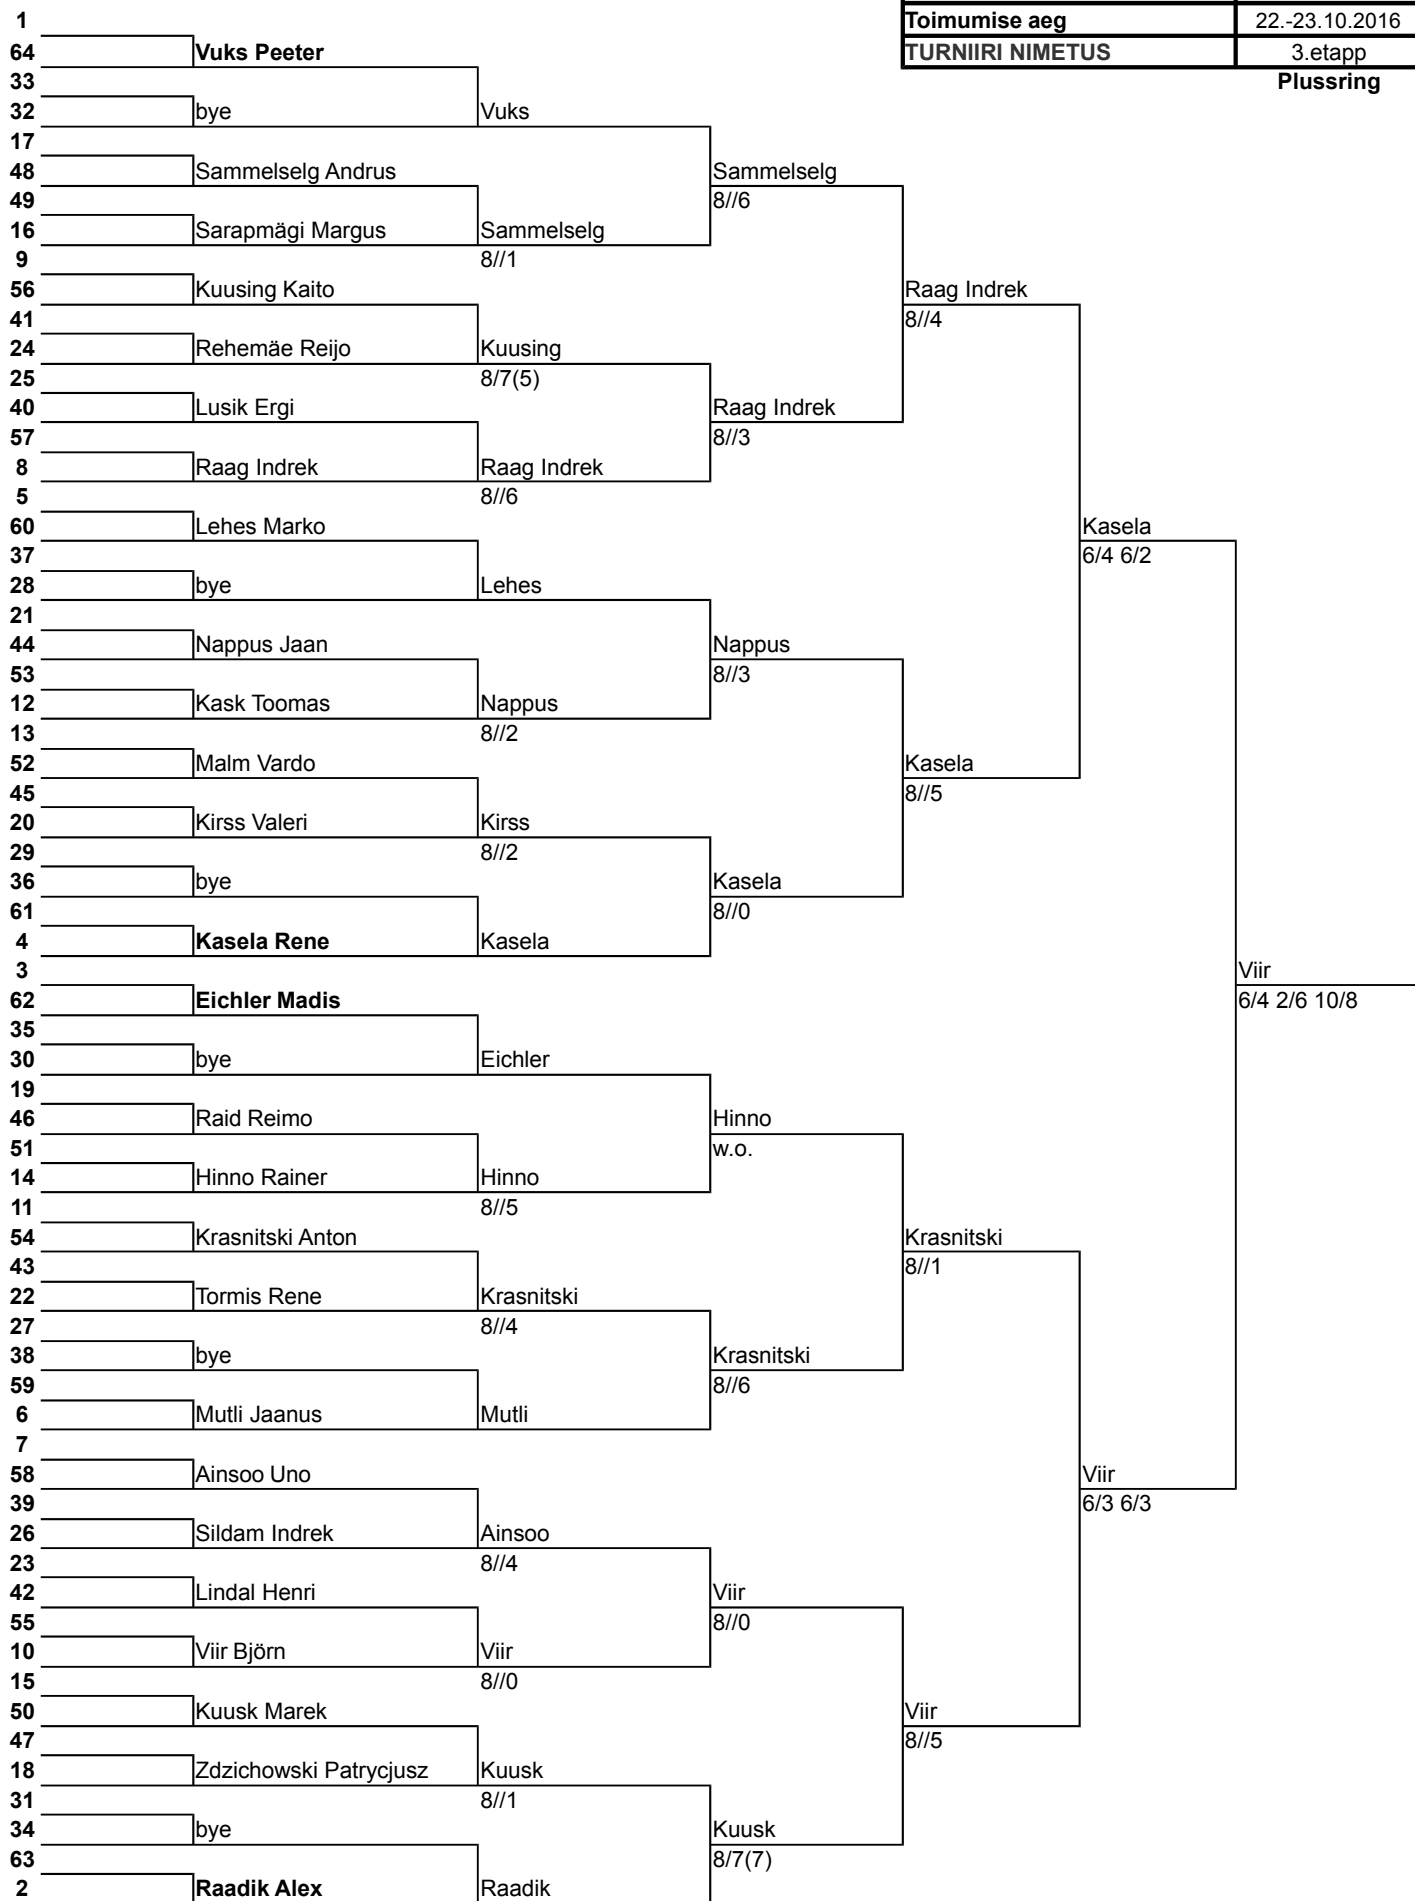 1 Toimumise aeg 22.-23.10.2016
64 Vuks Peeter TURNIIRI NIMETUS 3.etapp
33 Plussring
32 bye Vuks
17
48 Sammelselg Andrus Sammelselg
49 8//6
16 Sarapmägi Margus Sammelselg
9 8//1
56 Kuusing Kaito Raag Indrek
41 8//4
24 Rehemäe Reijo Kuusing
25 8/7(5)
40 Lusik Ergi Raag Indrek
57 8//3
8 Raag Indrek Raag Indrek
5 8//6
60 Lehes Marko Kasela
37 6/4 6/2
28 bye Lehes
21
44 Nappus Jaan Nappus
53 8//3
12 Kask Toomas Nappus
13 8//2
52 Malm Vardo Kasela
45 8//5
20 Kirss Valeri Kirss
29 8//2
36 bye Kasela
61 8//0
4 Kasela Rene Kasela
3 Viir
62 Eichler Madis 6/4 2/6 10/8
35
30 bye Eichler
19
46 Raid Reimo Hinno
51 w.o.
14 Hinno Rainer Hinno
11 8//5
54 Krasnitski Anton Krasnitski
43 8//1
22 Tormis Rene Krasnitski
27 8//4
38 bye Krasnitski
59 8//6
6 Mutli Jaanus Mutli
7
58 Ainsoo Uno Viir
39 6/3 6/3
26 Sildam Indrek Ainsoo
23 8//4
42 Lindal Henri Viir
55 8//0
10 Viir Björn Viir
15 8//0
50 Kuusk Marek Viir
47 8//5
18 Zdzichowski Patrycjusz Kuusk
31 8//1
34 bye Kuusk
63 8/7(7)
2 Raadik Alex Raadik